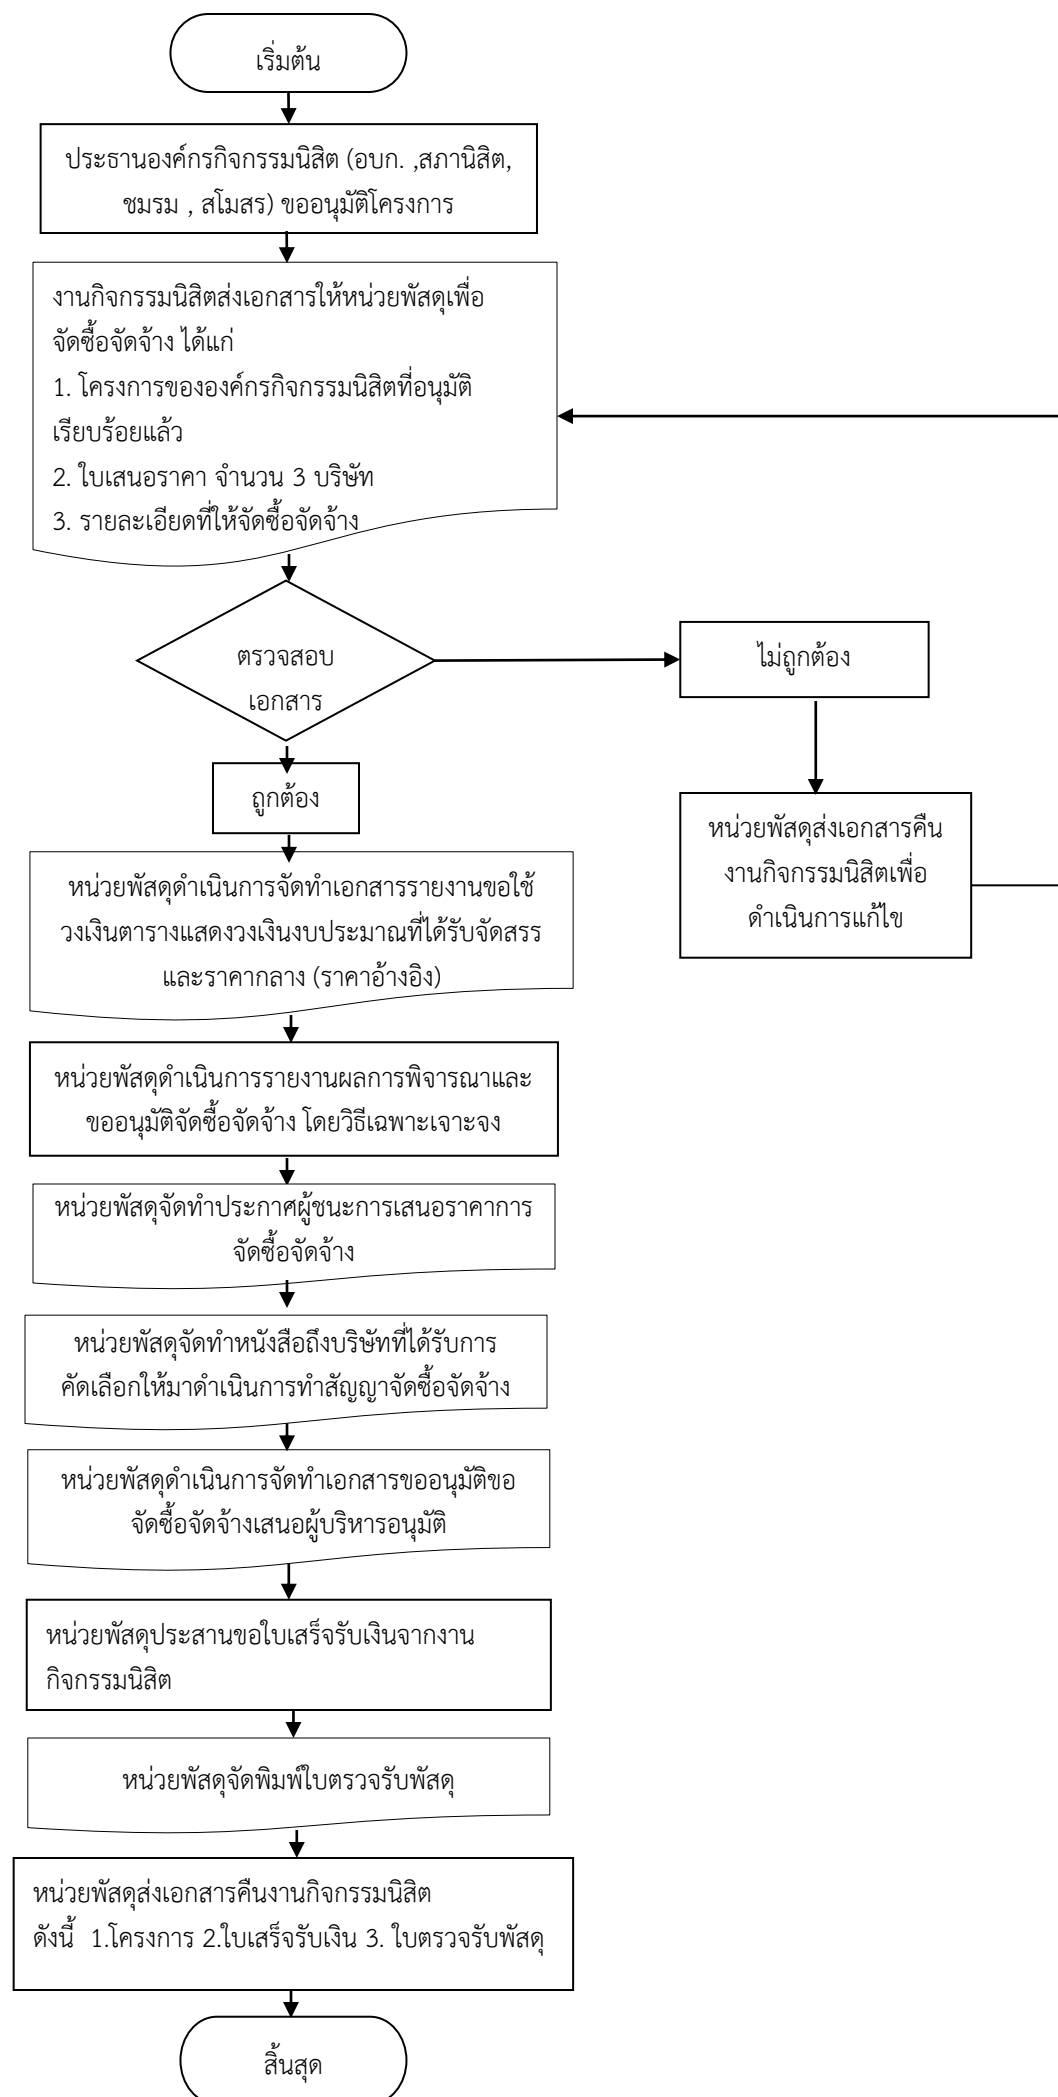 เริ่มต้น
ประธานองค์กรกิจกรรมนิสิต (อบก. ,สภานิสิต,
ชมรม , สโมสร) ขออนุมัติโครงการ
งานกิจกรรมนิสิตส่งเอกสารให้หน่วยพัสดุเพื่อ
จัดซื้อจัดจ้าง ได้แก่
1. โครงการขององค์กรกิจกรรมนิสิตที่อนุมัติ
เรียบร้อยแล้ว
2. ใบเสนอราคา จำนวน 3 บริษัท
3. รายละเอียดที่ให้จัดซื้อจัดจ้าง
ตรวจสอบ
เอกสาร
ไม่ถูกต้อง
ถูกต้อง
หน่วยพัสดุส่งเอกสารคืน
งานกิจกรรมนิสิตเพื่อ
ดำเนินการแก้ไข
หน่วยพัสดุดำเนินการจัดทำเอกสารรายงานขอใช้
วงเงินตารางแสดงวงเงินงบประมาณที่ได้รับจัดสรร
และราคากลาง (ราคาอ้างอิง)
หน่วยพัสดุดำเนินการรายงานผลการพิจารณาและ
ขออนุมัติจัดซื้อจัดจ้าง โดยวิธีเฉพาะเจาะจง
หน่วยพัสดุจัดทำประกาศผู้ชนะการเสนอราคาการ
จัดซื้อจัดจ้าง
หน่วยพัสดุจัดทำหนังสือถึงบริษัทที่ได้รับการ
คัดเลือกให้มาดำเนินการทำสัญญาจัดซื้อจัดจ้าง
หน่วยพัสดุดำเนินการจัดทำเอกสารขออนุมัติขอ
จัดซื้อจัดจ้างเสนอผู้บริหารอนุมัติ
หน่วยพัสดุประสานขอใบเสร็จรับเงินจากงาน
กิจกรรมนิสิต
หน่วยพัสดุจัดพิมพ์ใบตรวจรับพัสดุ
หน่วยพัสดุส่งเอกสารคืนงานกิจกรรมนิสิต
ดังนี้  1.โครงการ 2.ใบเสร็จรับเงิน 3. ใบตรวจรับพัสดุ
สิ้นสุด